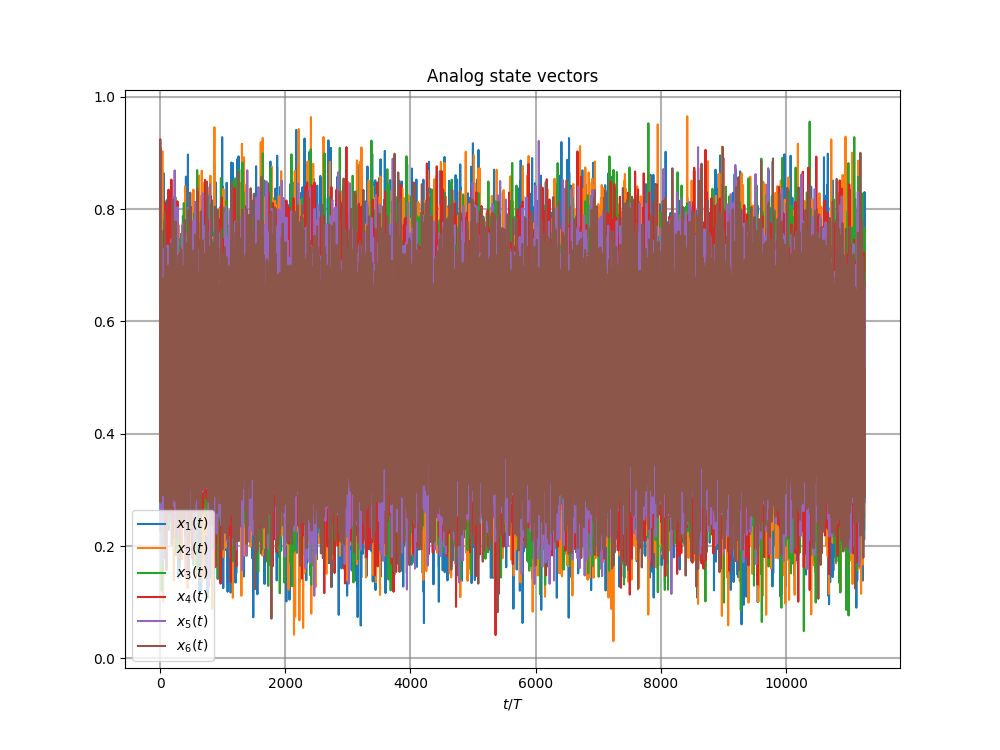 Analog state vectors
1.0
0.8
0.6
0.4
0.2
0.0
x₁(t)
x₂(t)
x₃(t)
x₄(t)
x₅(t)
x₆(t)
0 2000 4000 6000 8000 10000
t/T